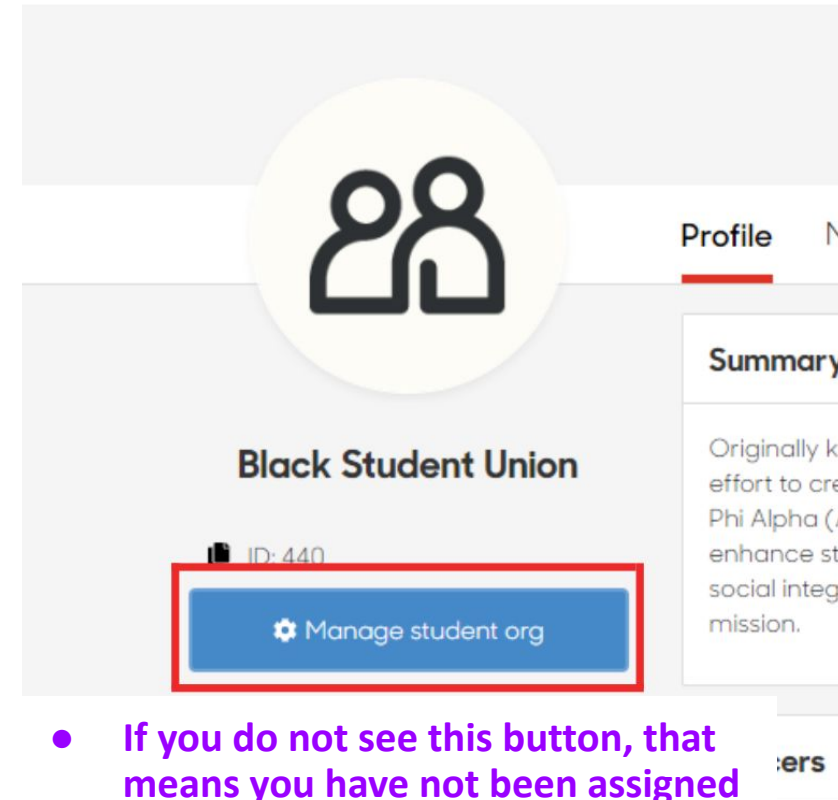 Profile
Summary
Originally k
effort to cre
Phi Alpha (
enhance st
social integ
mission.
Black Student Union
ID: 440
Manage student org
● If you do not see this button, that
means you have not been assigned
cers